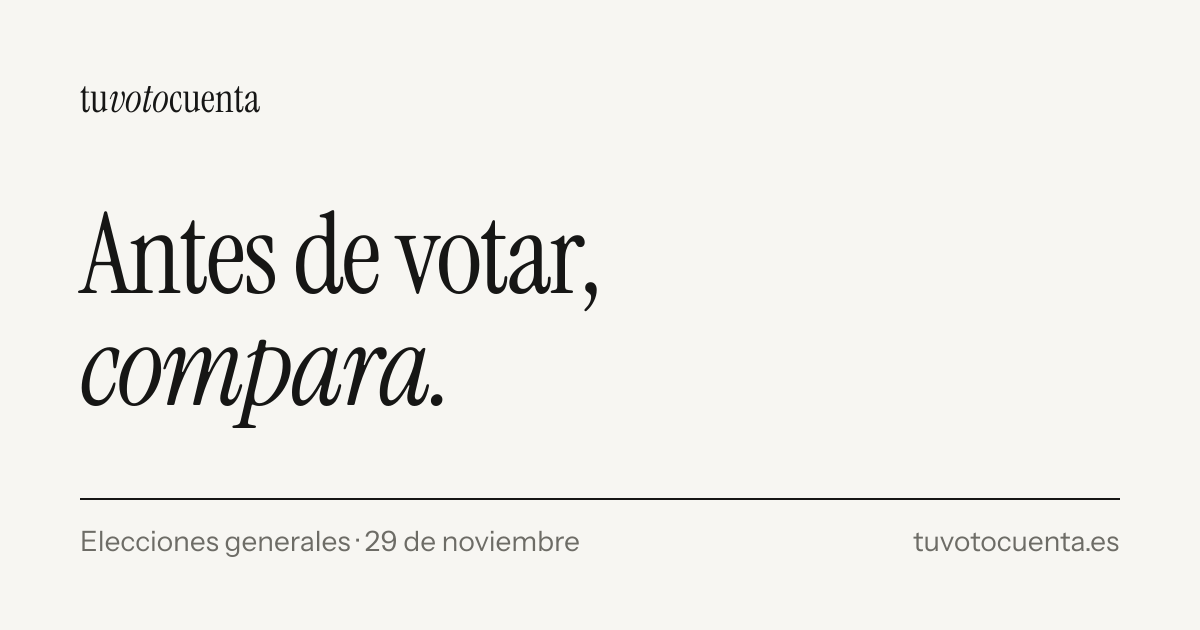 tuvotocuenta
Antes de votar,
compara.
Elecciones generales · 29 de noviembre
tuvotocuenta.es